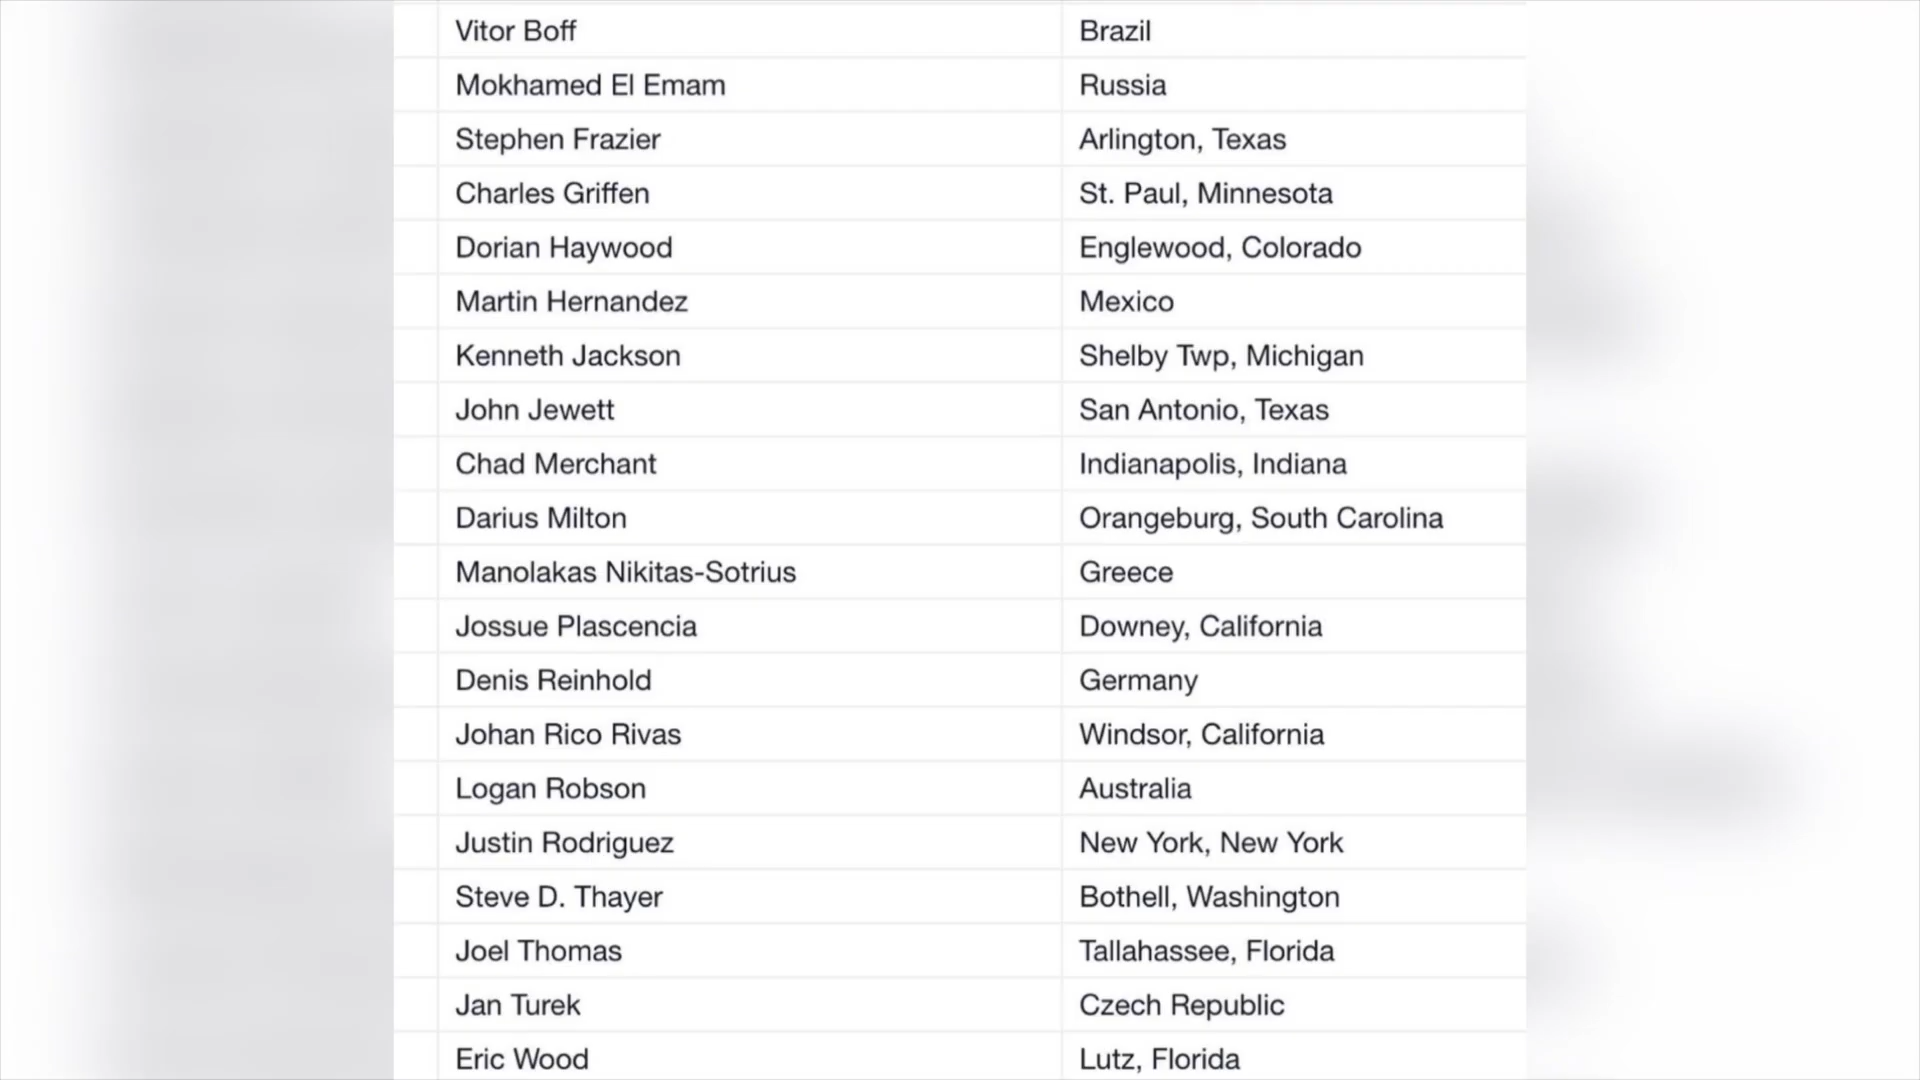 Vitor Boff Brazil
Mokhamed El Emam Russia
Stephen Frazier Arlington, Texas
Charles Griffen St. Paul, Minnesota
Dorian Haywood Englewood, Colorado
Martin Hernandez Mexico
Kenneth Jackson Shelby Twp, Michigan
John Jewett San Antonio, Texas
Chad Merchant Indianapolis, Indiana
Darius Milton Orangeburg, South Carolina
Manolakas Nikitas-Sotrius Greece
Jossue Plascencia Downey, California
Denis Reinhold Germany
Johan Rico Rivas Windsor, California
Logan Robson Australia
Justin Rodriguez New York, New York
Steve D. Thayer Bothell, Washington
Joel Thomas Tallahassee, Florida
Jan Turek Czech Republic
Eric Wood Lutz, Florida